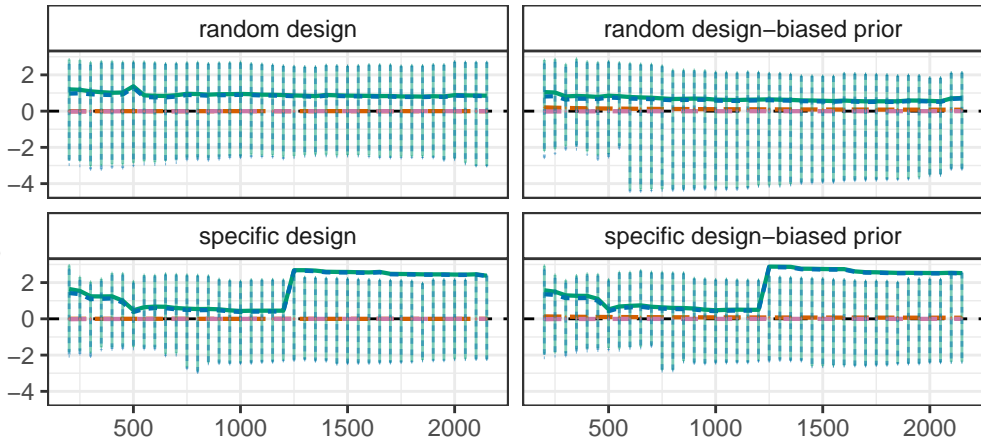 random design
random design−biased prior
2
0
−2
−4
specific design
specific design−biased prior
2
0
−2
−4
500 1000 1500 2000
500 1000 1500 2000